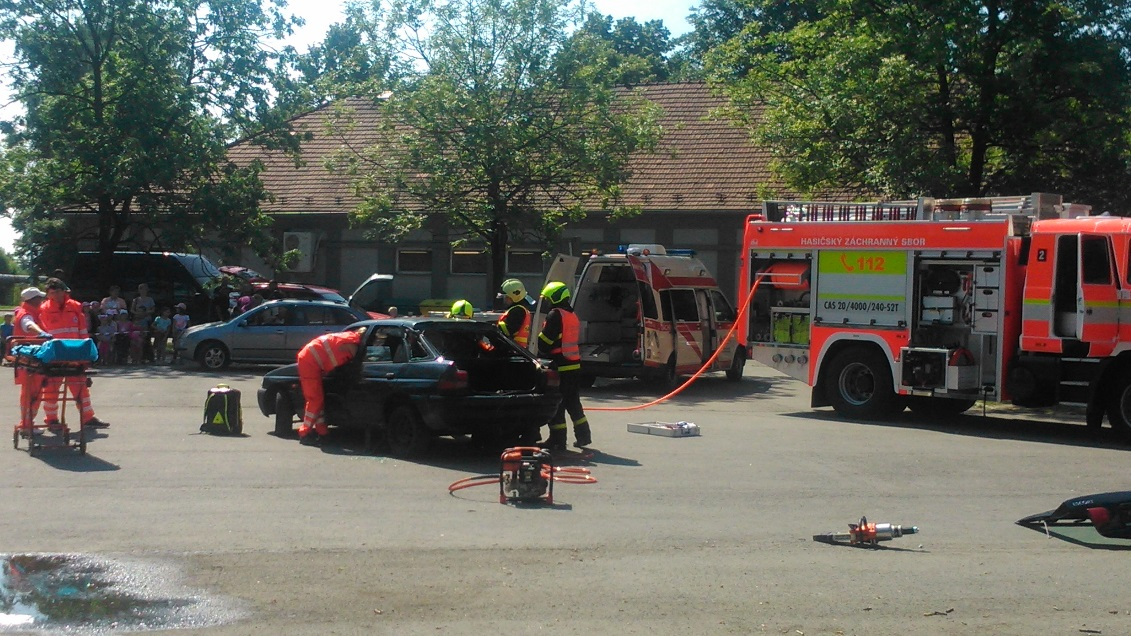 HASIČSKÝ ZÁCHRANNÝ SBOR
112
CAS 20/4000/240-S2T
2